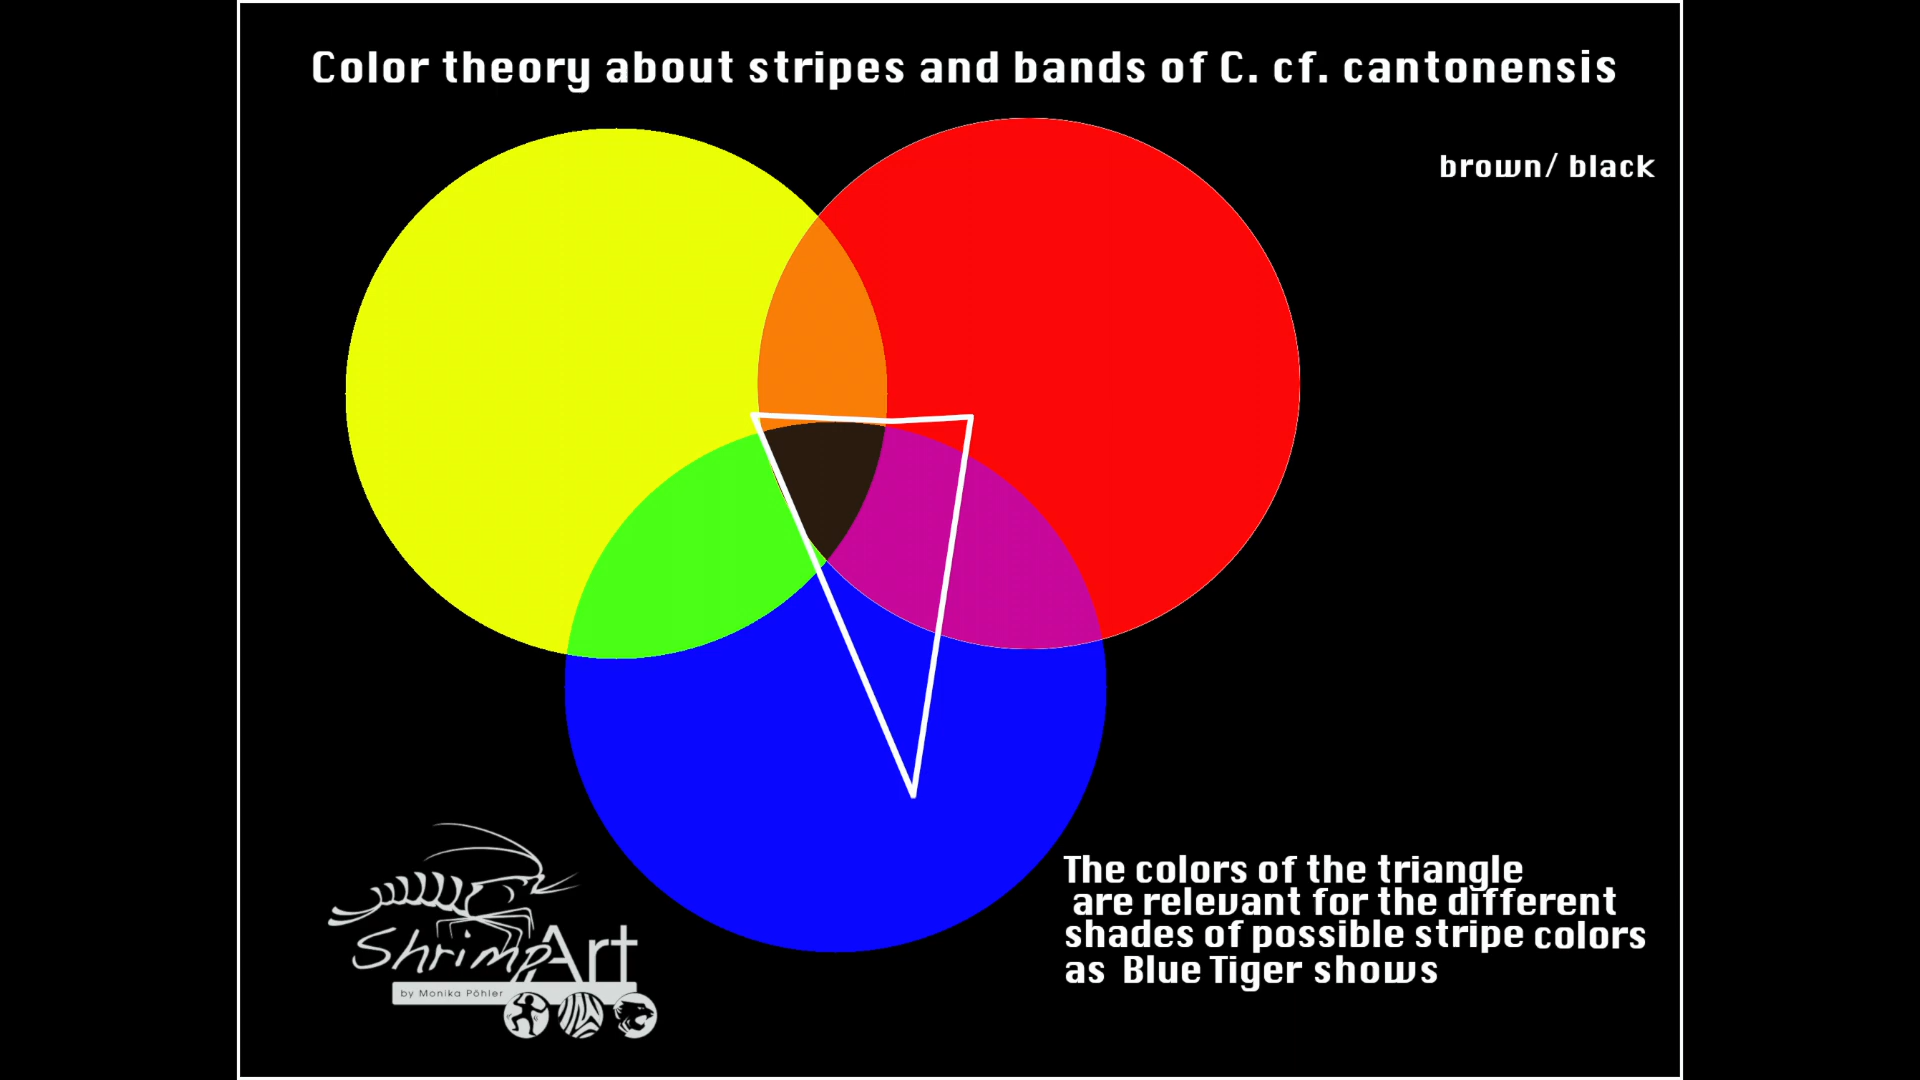 Color theory about stripes and bands of C. cf. cantonensis
brown/ black
The colors of the triangle
are relevant for the different
shades of possible stripe colors
as Blue Tiger shows
ShrimpArt
by Monika Pöhler